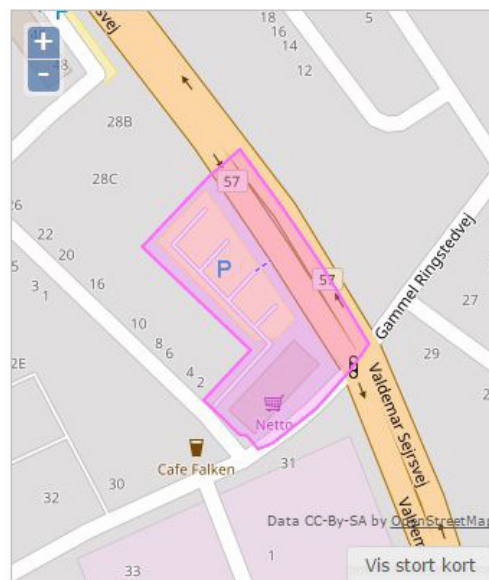 18
16
14
12
5
P
+
-
48
28B
28C
57
26
22
20
16
5
3
1
P
57
Gammel Ringstedvej
10
8
6
4
2
27
29
2E
Netto
Valdemar Sejrsvej
Cafe Falken
31
30
32
33
1
Data CC-By-SA by OpenStreetMap
Vis stort kort